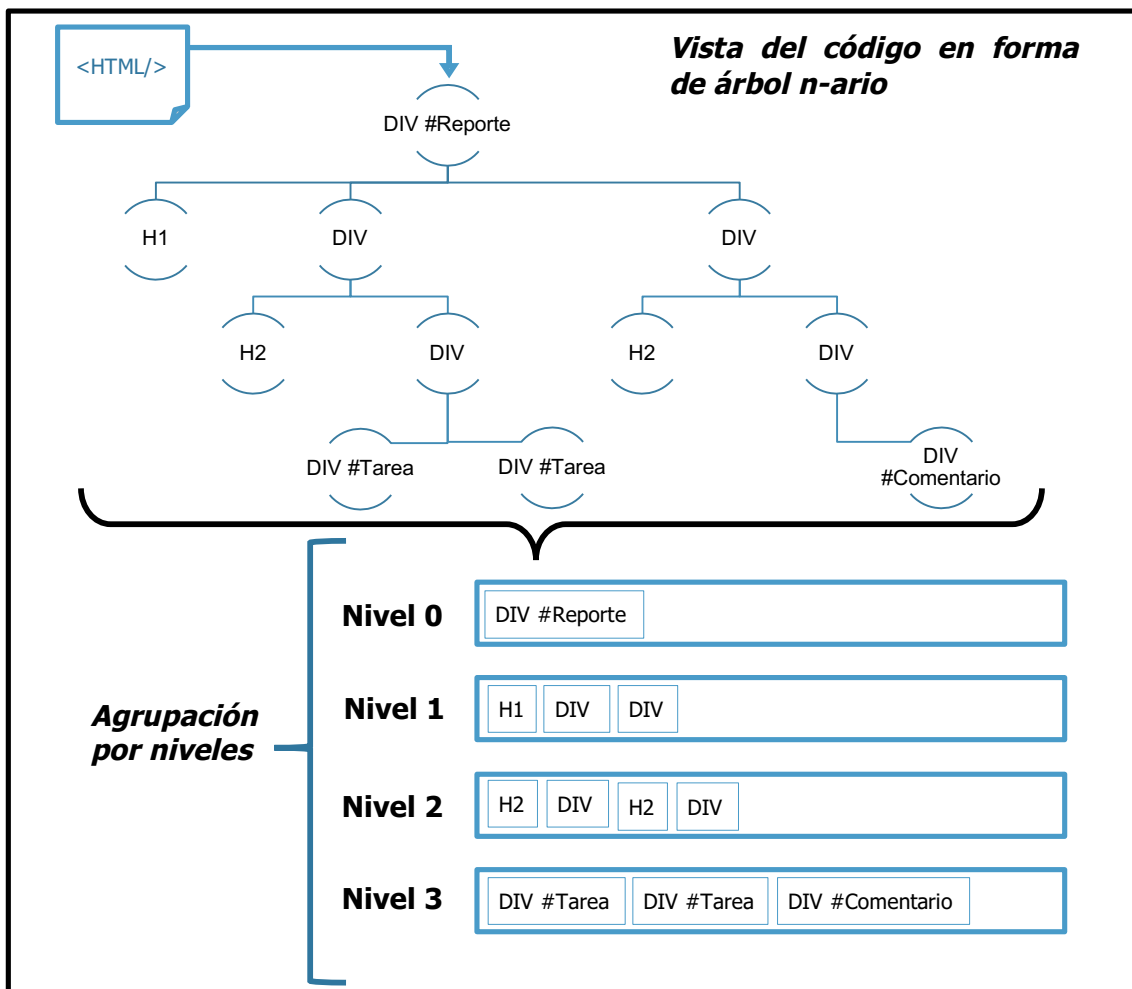 <HTML/>
Vista del código en forma
de árbol n-ario
DIV #Reporte
H1
DIV
DIV
H2
DIV
H2
DIV
DIV #Tarea
DIV #Tarea
DIV
#Comentario
Agrupación
por niveles
Nivel 0
DIV #Reporte
Nivel 1
H1 DIV DIV
Nivel 2
H2 DIV H2 DIV
Nivel 3
DIV #Tarea DIV #Tarea DIV #Comentario